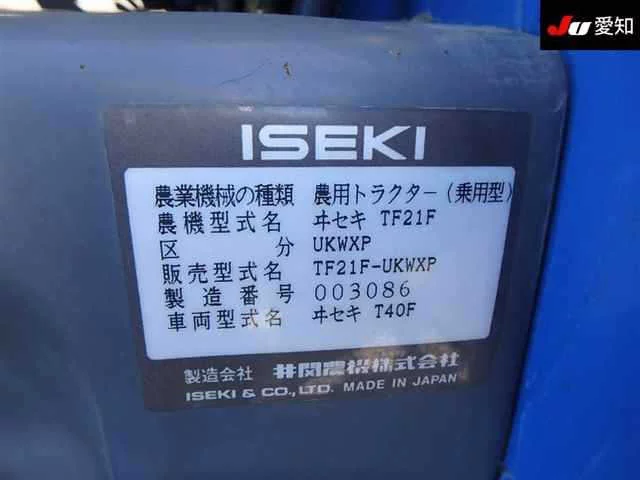 JU 愛知
ISEKI
農業機械の種類 農用トラクター(乗用型)
農機型式名 ヰセキ TF21F
区分 UKWXP
販売型式名 TF21F-UKWXP
製造番号 003086
車両型式名 ヰセキ T40F
製造会社 井関農機株式会社
ISEKI & CO.,LTD. MADE IN JAPAN